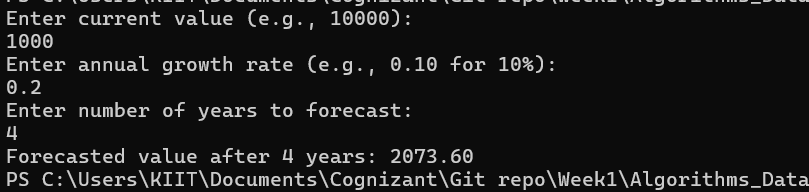 PS C:\Users\KIIT\Documents\Cognizant\Git repo\Week1\Algorithms_Data
Enter current value (e.g., 10000):
1000
Enter annual growth rate (e.g., 0.10 for 10%):
0.2
Enter number of years to forecast:
4
Forecasted value after 4 years: 2073.60
PS C:\Users\KIIT\Documents\Cognizant\Git repo\Week1\Algorithms_Data